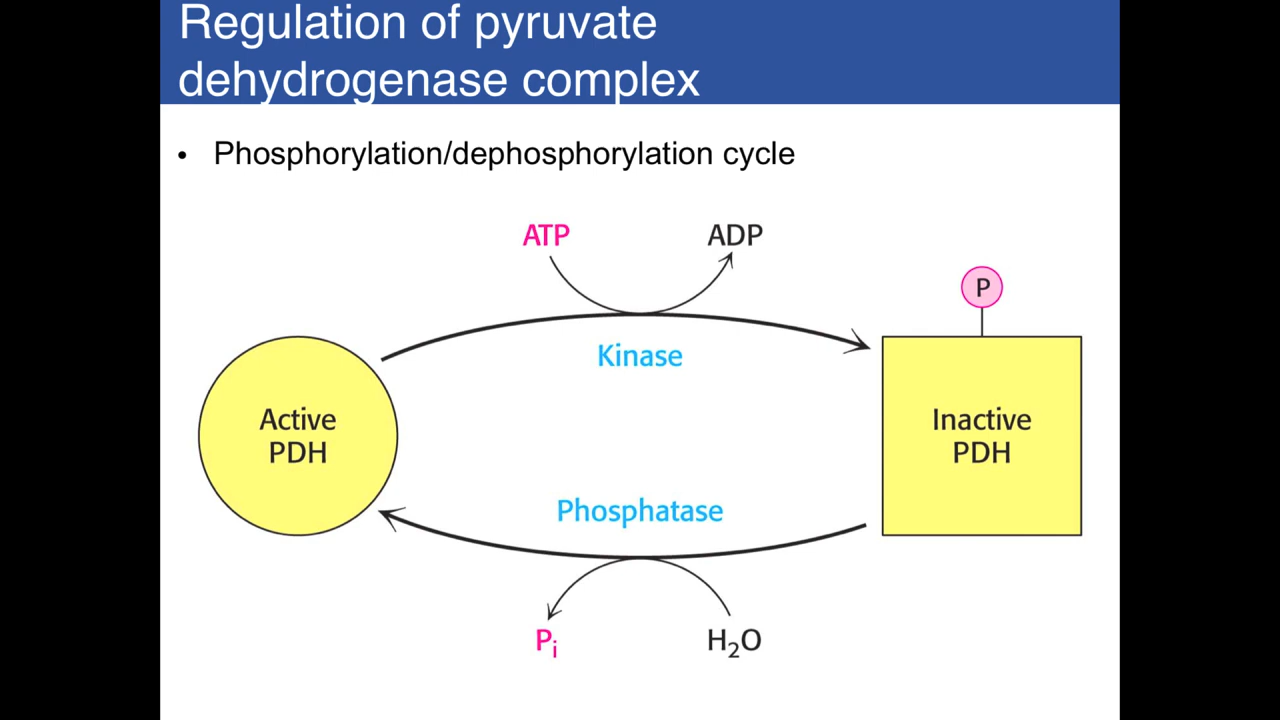 Regulation of pyruvate
dehydrogenase complex
• Phosphorylation/dephosphorylation cycle
ATP
ADP
P
Kinase
Active
PDH
Inactive
PDH
Phosphatase
Pi
H₂O